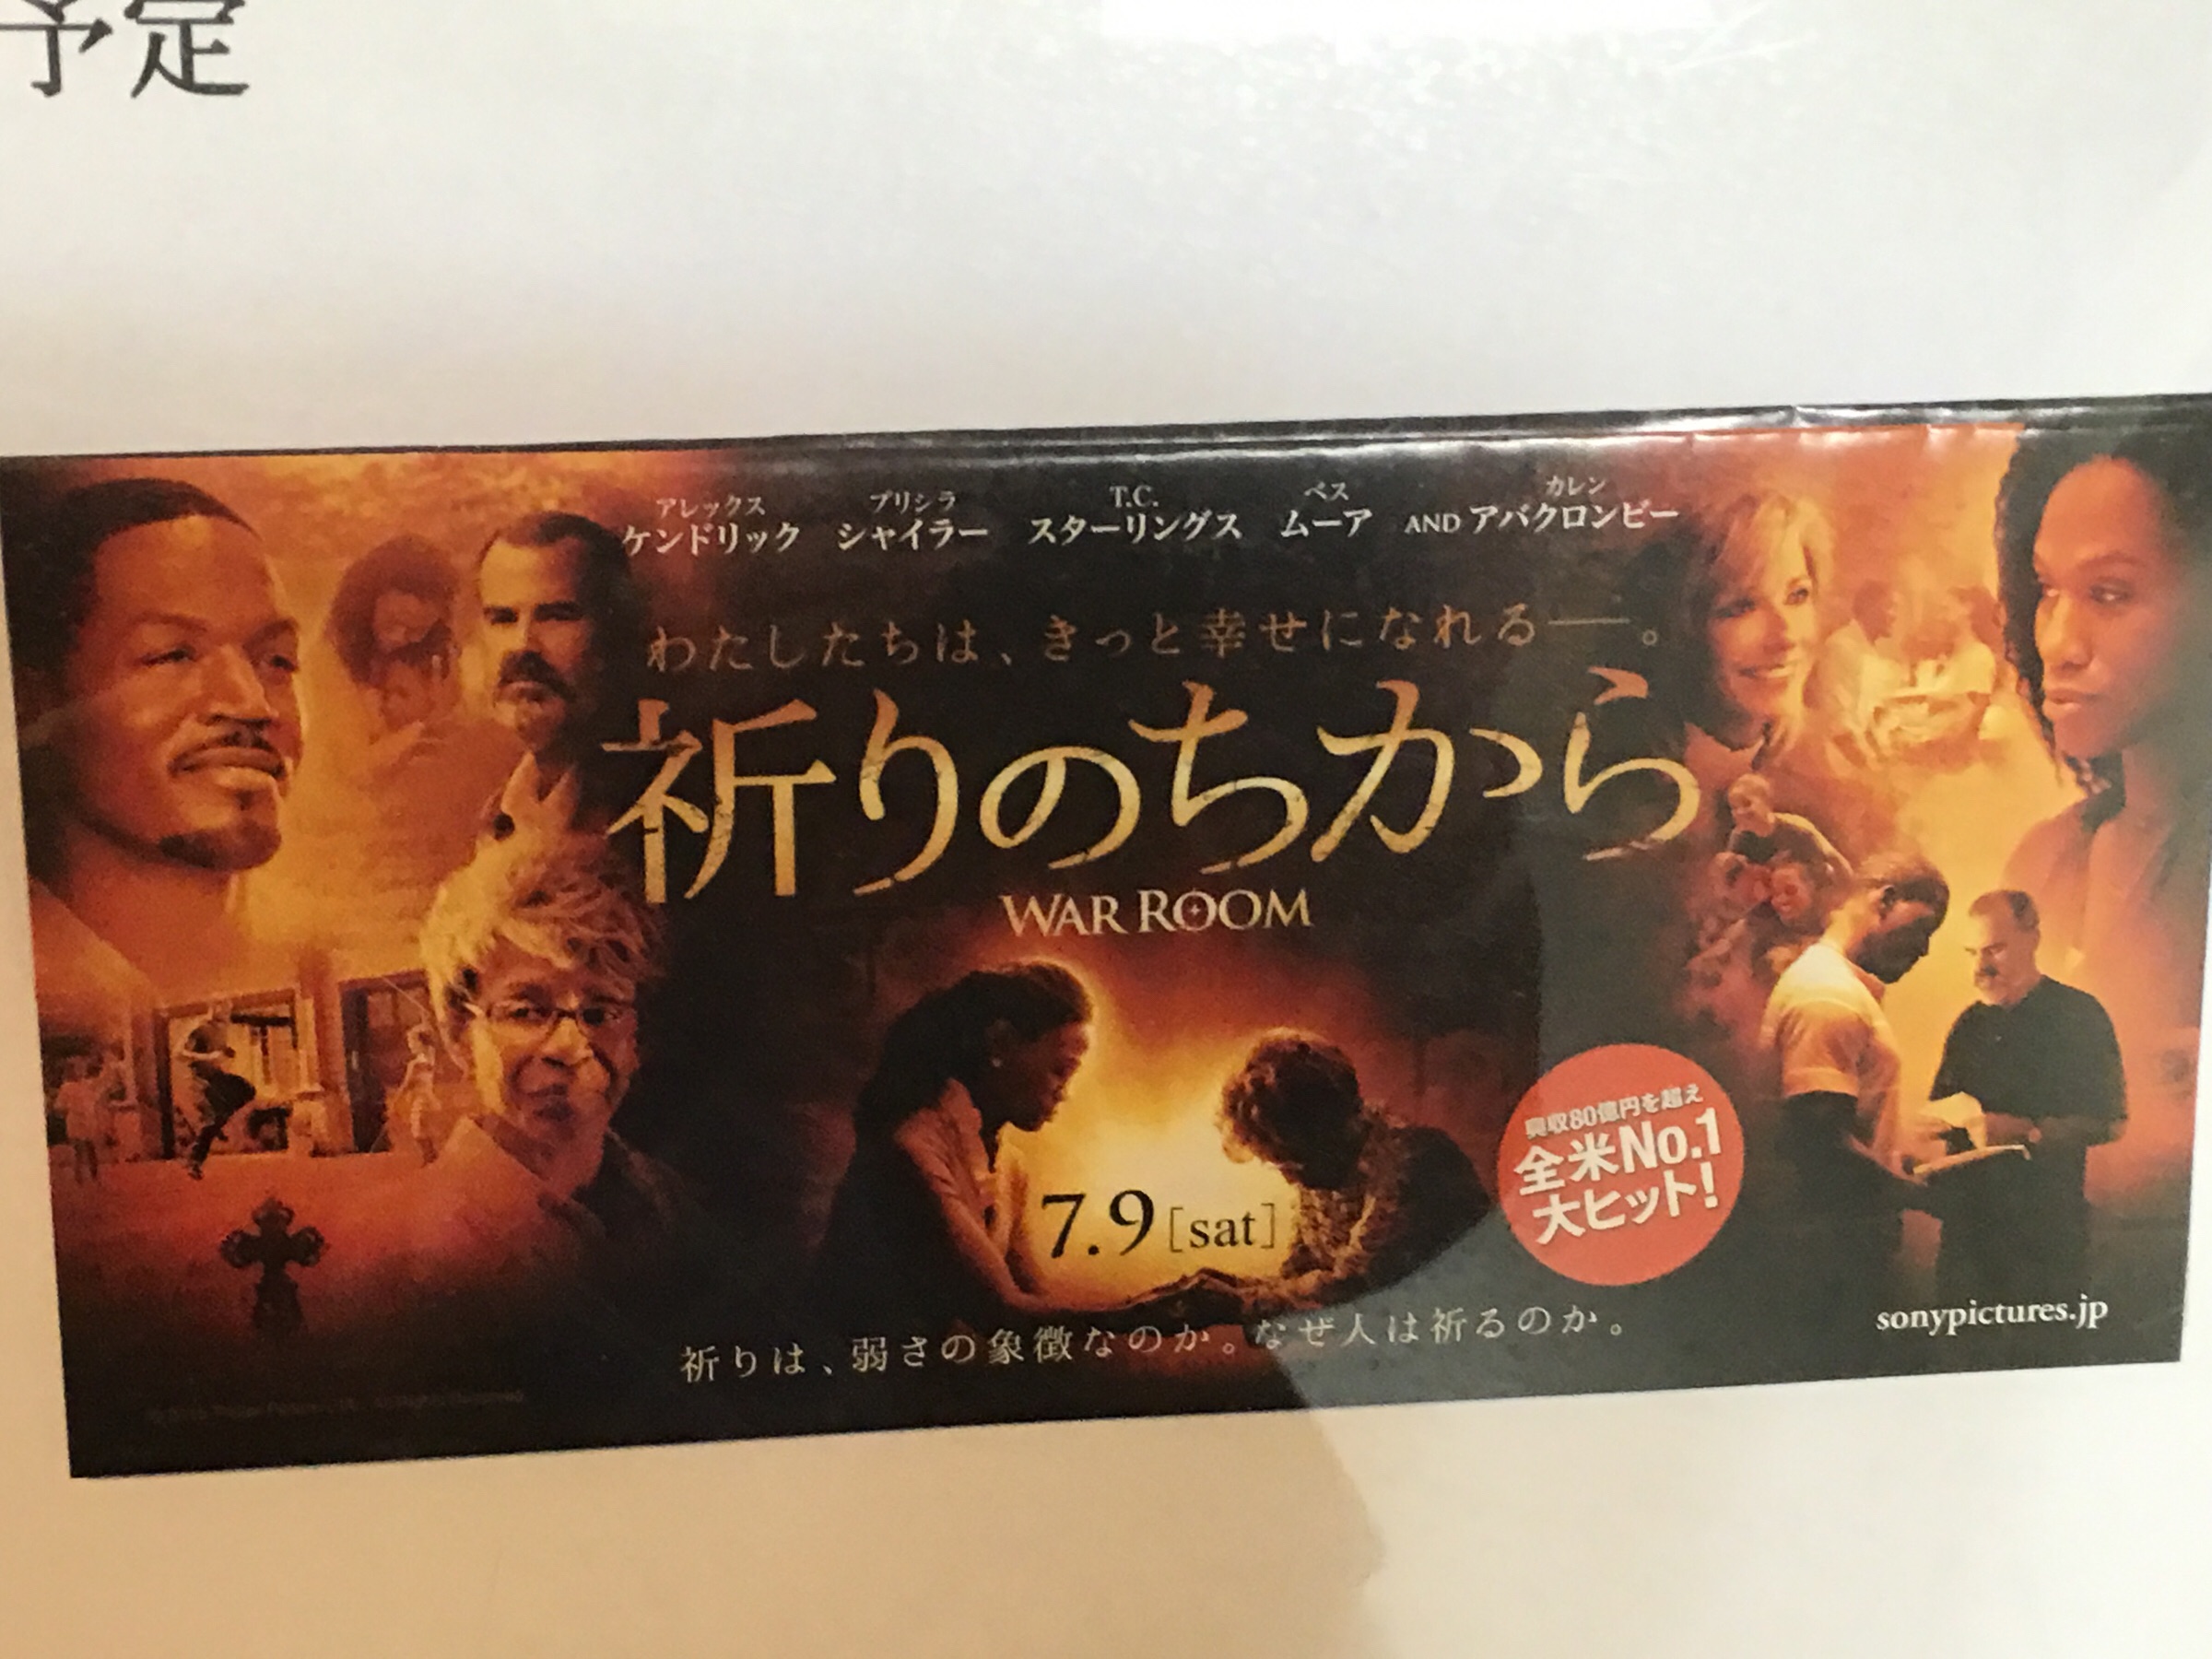 予定
アレックス プリシラ T.C. ベス カレン
ケンドリック シャイラー スターリングス ムーア AND アバクロンビー
わたしたちは、きっと幸せになれる──。
祈りのちから
WAR ROOM
7.9 [sat]
興収80億円を超え
全米No.1
大ヒット!
sonypictures.jp
祈りは、弱さの象徴なのか。なぜ人は祈るのか。